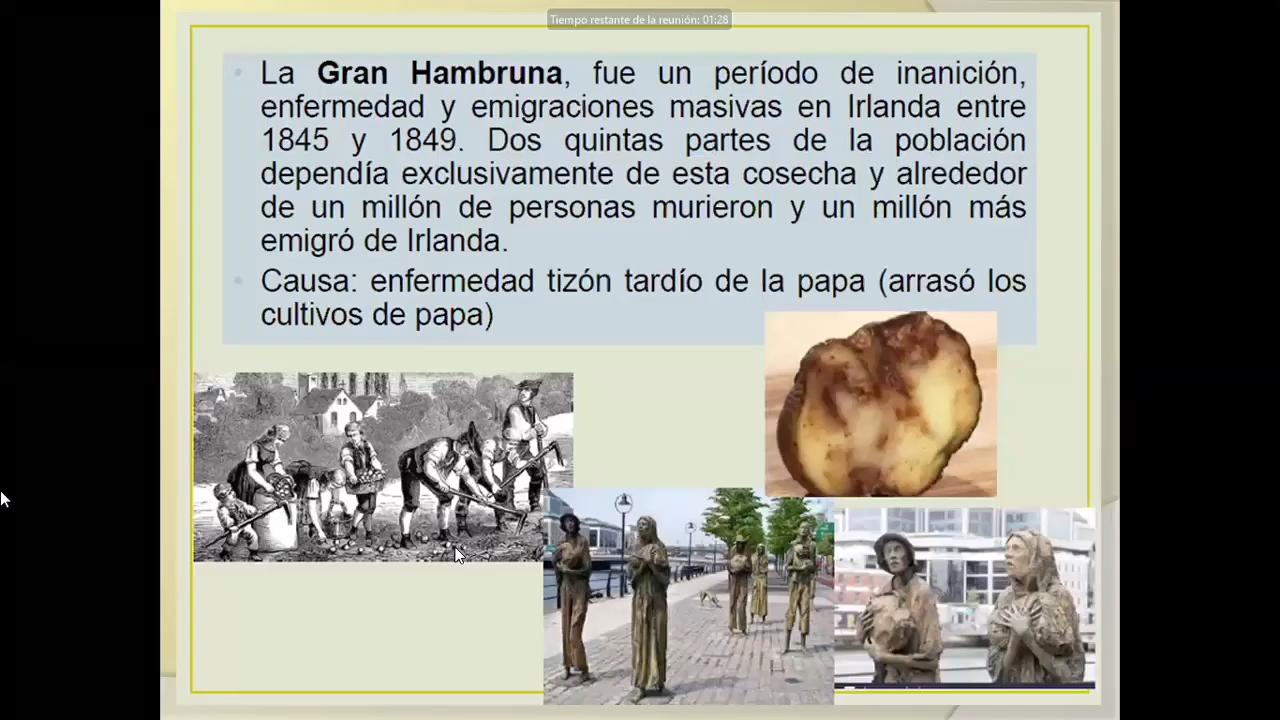 Tiempo restante de la reunión: 01:28
La Gran Hambruna, fue un período de inanición,
enfermedad y emigraciones masivas en Irlanda entre
1845 y 1849. Dos quintas partes de la población
dependía exclusivamente de esta cosecha y alrededor
de un millón de personas murieron y un millón más
emigró de Irlanda.
Causa: enfermedad tizón tardío de la papa (arrasó los
cultivos de papa)